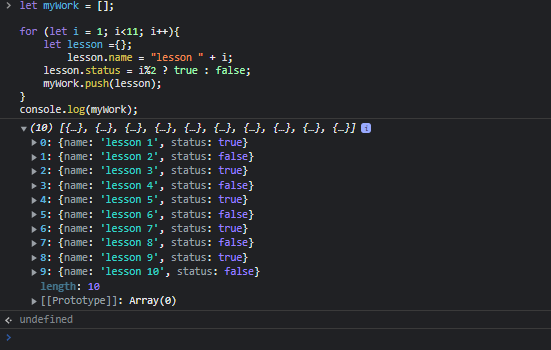 let myWork = [];
for (let i = 1; i<11; i++){
let lesson ={};
lesson.name = "lesson " + i;
lesson.status = i%2 ? true : false;
myWork.push(lesson);
}
console.log(myWork);
(10) [{…}, {…}, {…}, {…}, {…}, {…}, {…}, {…}, {…}, {…}] i
0: {name: 'lesson 1', status: true}
1: {name: 'lesson 2', status: false}
2: {name: 'lesson 3', status: true}
3: {name: 'lesson 4', status: false}
4: {name: 'lesson 5', status: true}
5: {name: 'lesson 6', status: false}
6: {name: 'lesson 7', status: true}
7: {name: 'lesson 8', status: false}
8: {name: 'lesson 9', status: true}
9: {name: 'lesson 10', status: false}
length: 10
[[Prototype]]: Array(0)
undefined